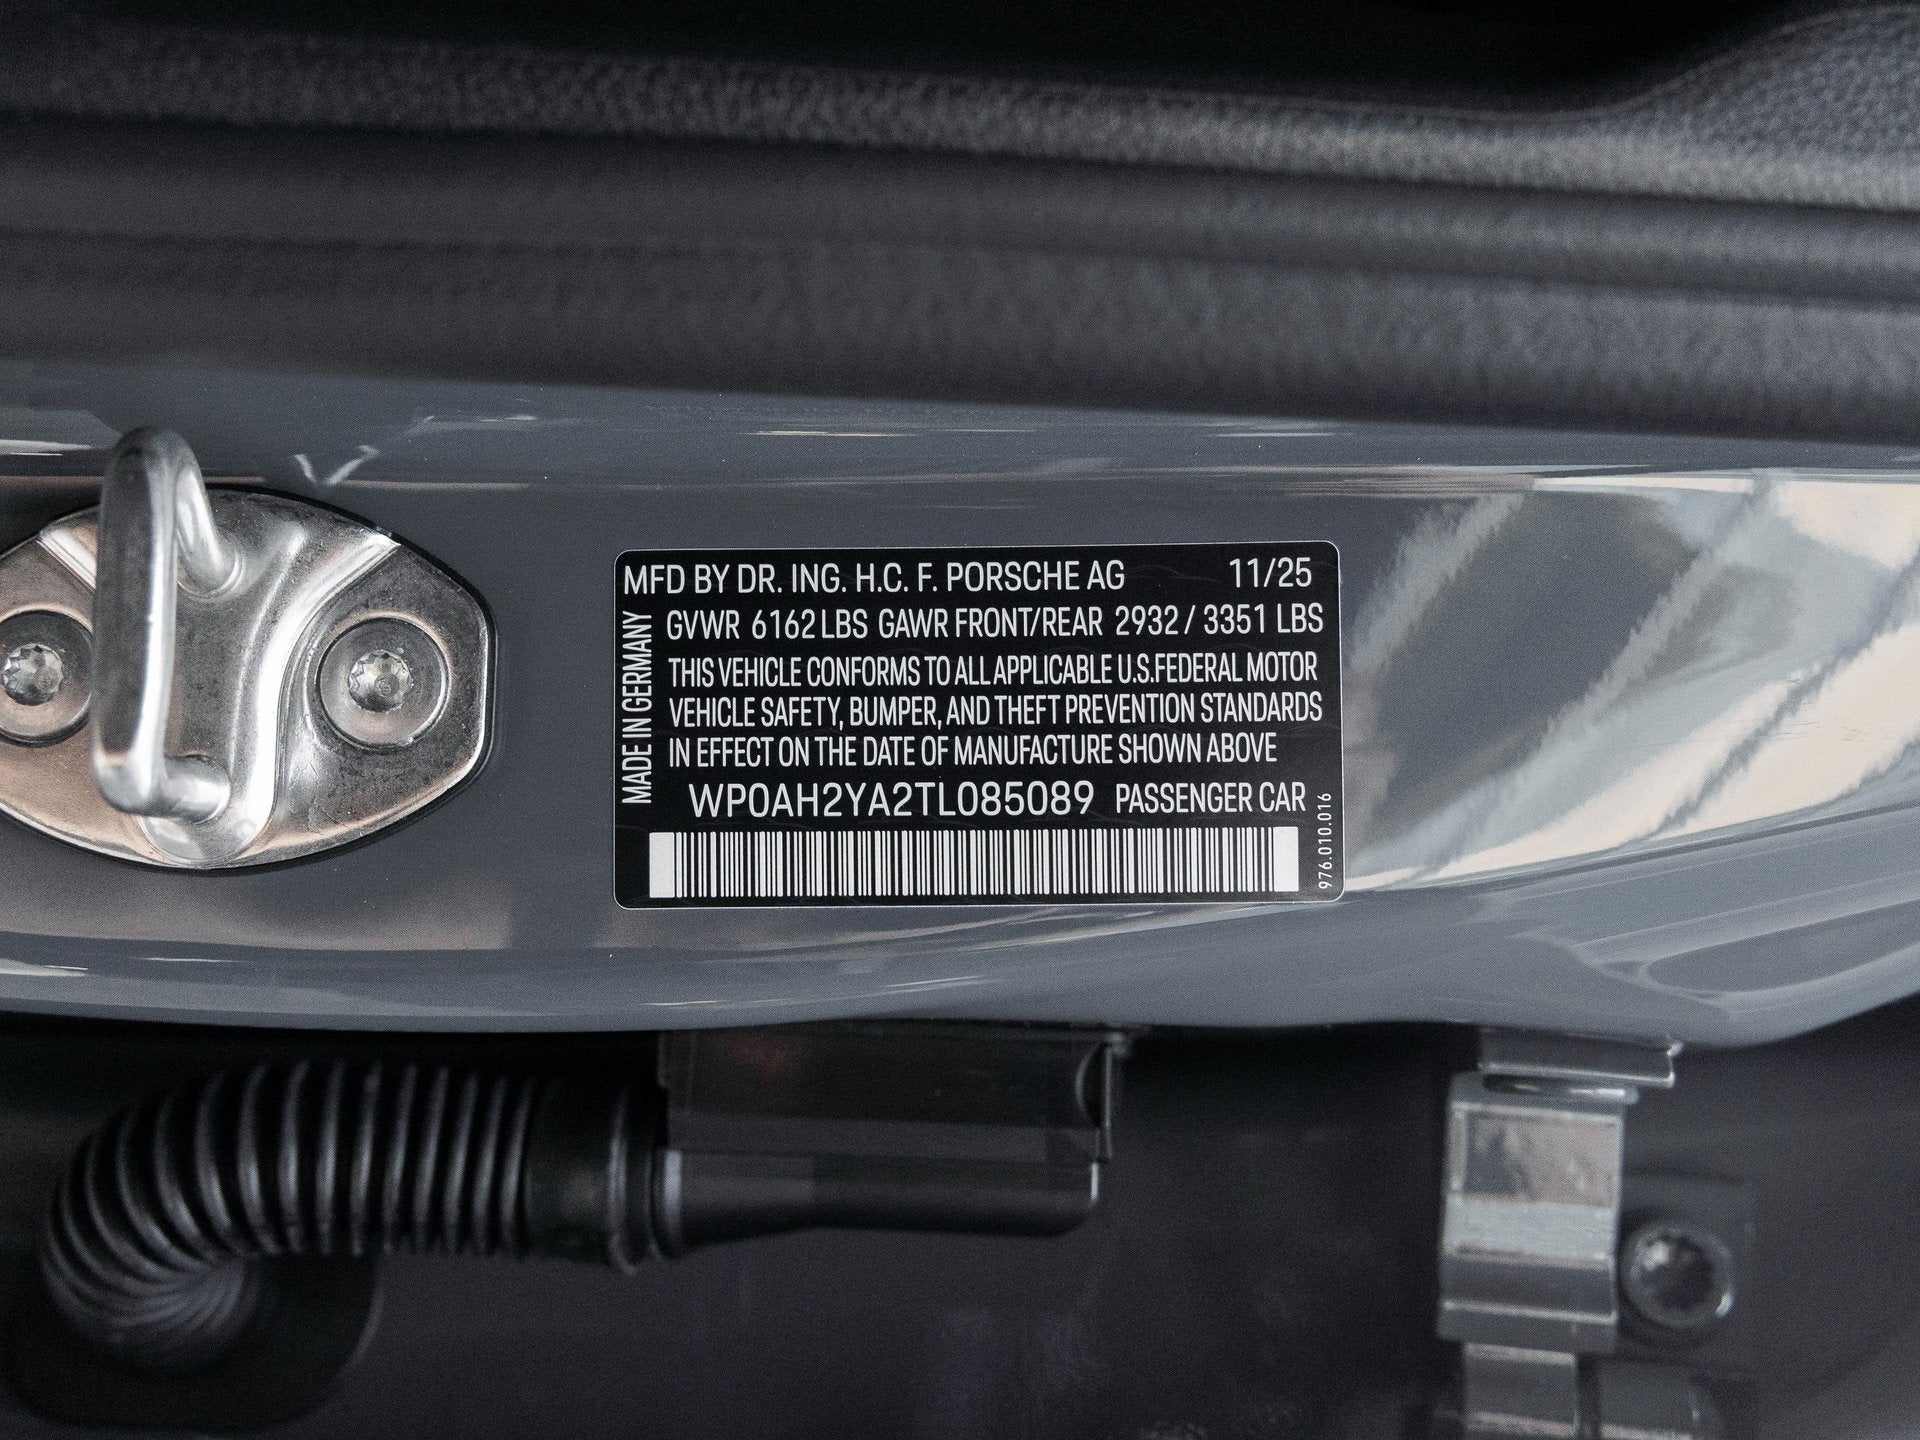 MFD BY DR. ING. H.C. F. PORSCHE AG 11/25
GVWR 6162 LBS GAWR FRONT/REAR 2932 / 3351 LBS
THIS VEHICLE CONFORMS TO ALL APPLICABLE U.S.FEDERAL MOTOR
VEHICLE SAFETY, BUMPER, AND THEFT PREVENTION STANDARDS
IN EFFECT ON THE DATE OF MANUFACTURE SHOWN ABOVE
WP0AH2YA2TL085089 PASSENGER CAR
MADE IN GERMANY
976.010.016